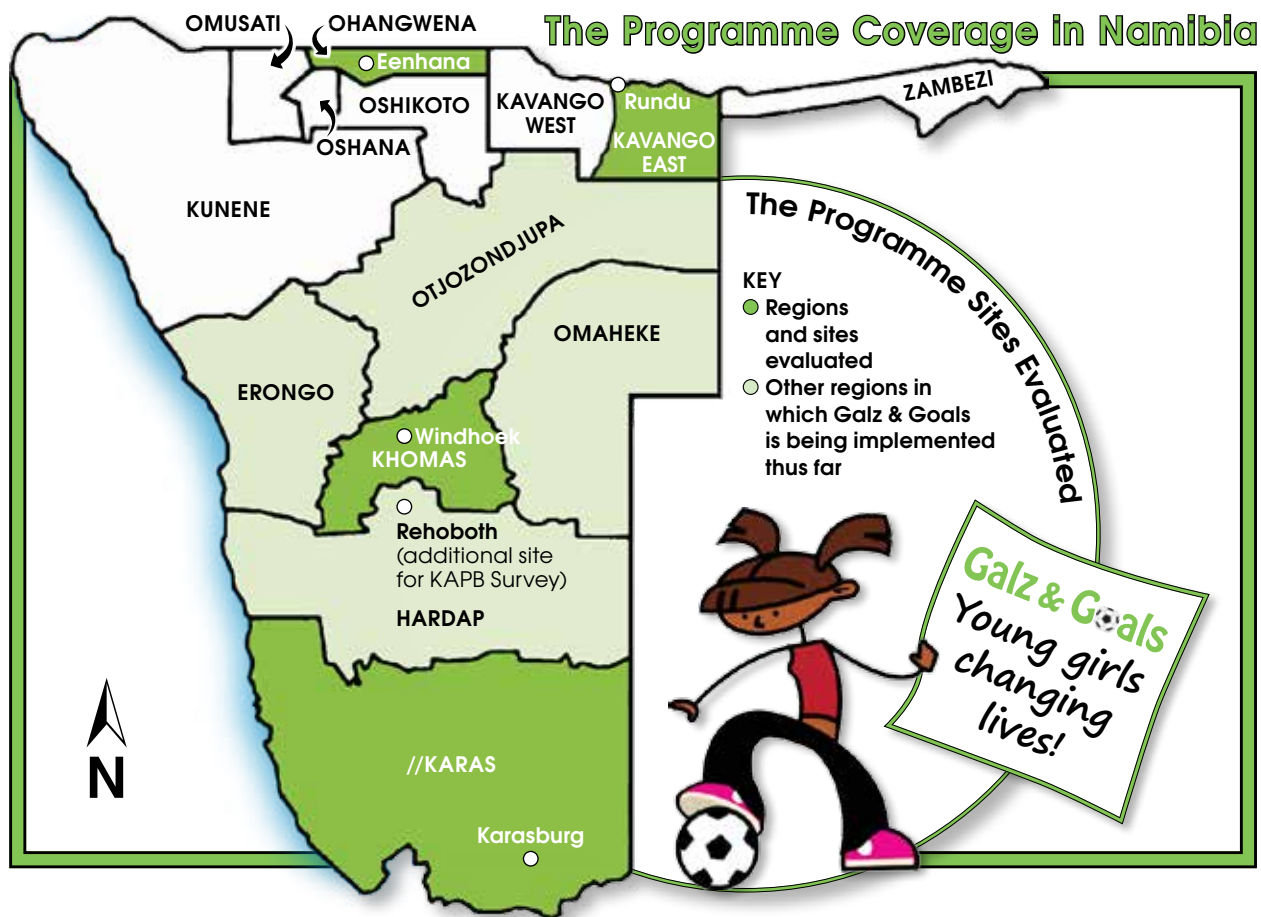 The Programme Coverage in Namibia
OMUSATI
OHANGWENA
Eenhana
OSHIKOTO
OSHANA
KUNENE
KAVANGO
WEST
Rundu
KAVANGO
EAST
ZAMBEZI
OTJOZONDJUPA
OMAHEKE
ERONGO
Windhoek
KHOMAS
Rehoboth
(additional site
for KAPB Survey)
HARDAP
//KARAS
Karasburg
N
The Programme Sites Evaluated
KEY
Regions
and sites
evaluated
Other regions in
which Galz & Goals
is being implemented
thus far
Galz & Goals
Young girls
changing
lives!